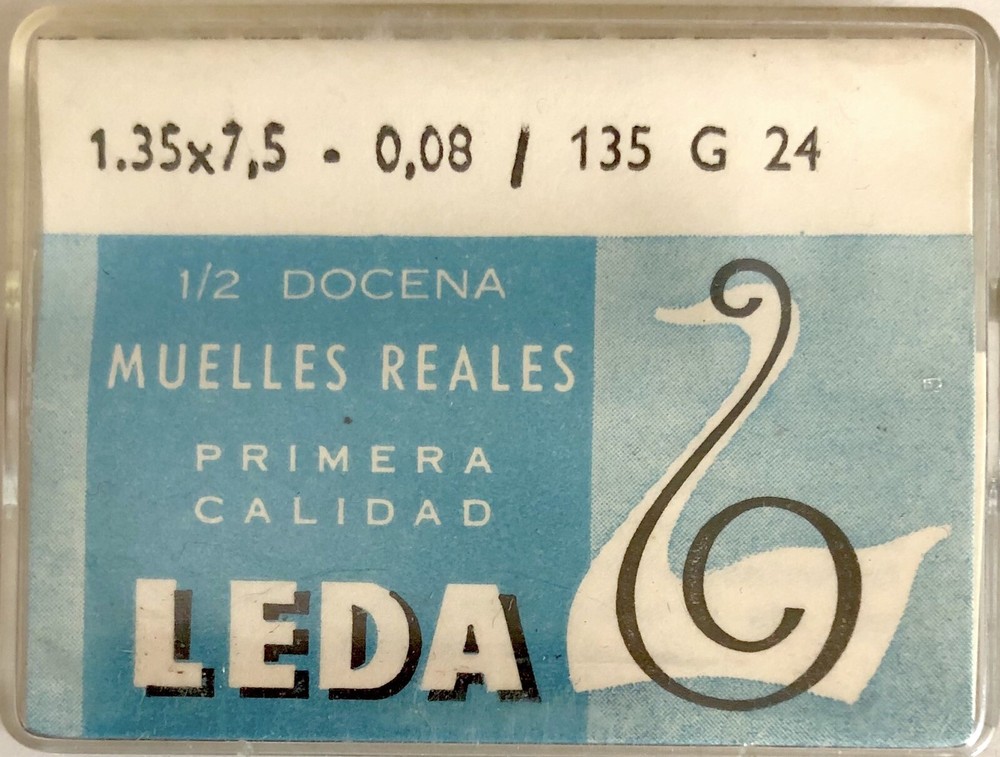 1.35x7,5 - 0,08 / 135 G 24
1/2 DOCENA
MUELLES REALES
PRIMERA
CALIDAD
LEDA